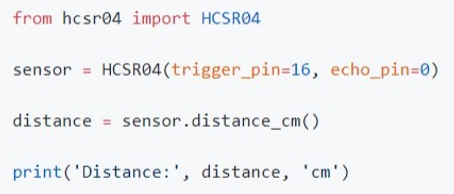 from hcsr04 import HCSR04
sensor = HCSR04(trigger_pin=16, echo_pin=0)
distance = sensor.distance_cm()
print('Distance:', distance, 'cm')